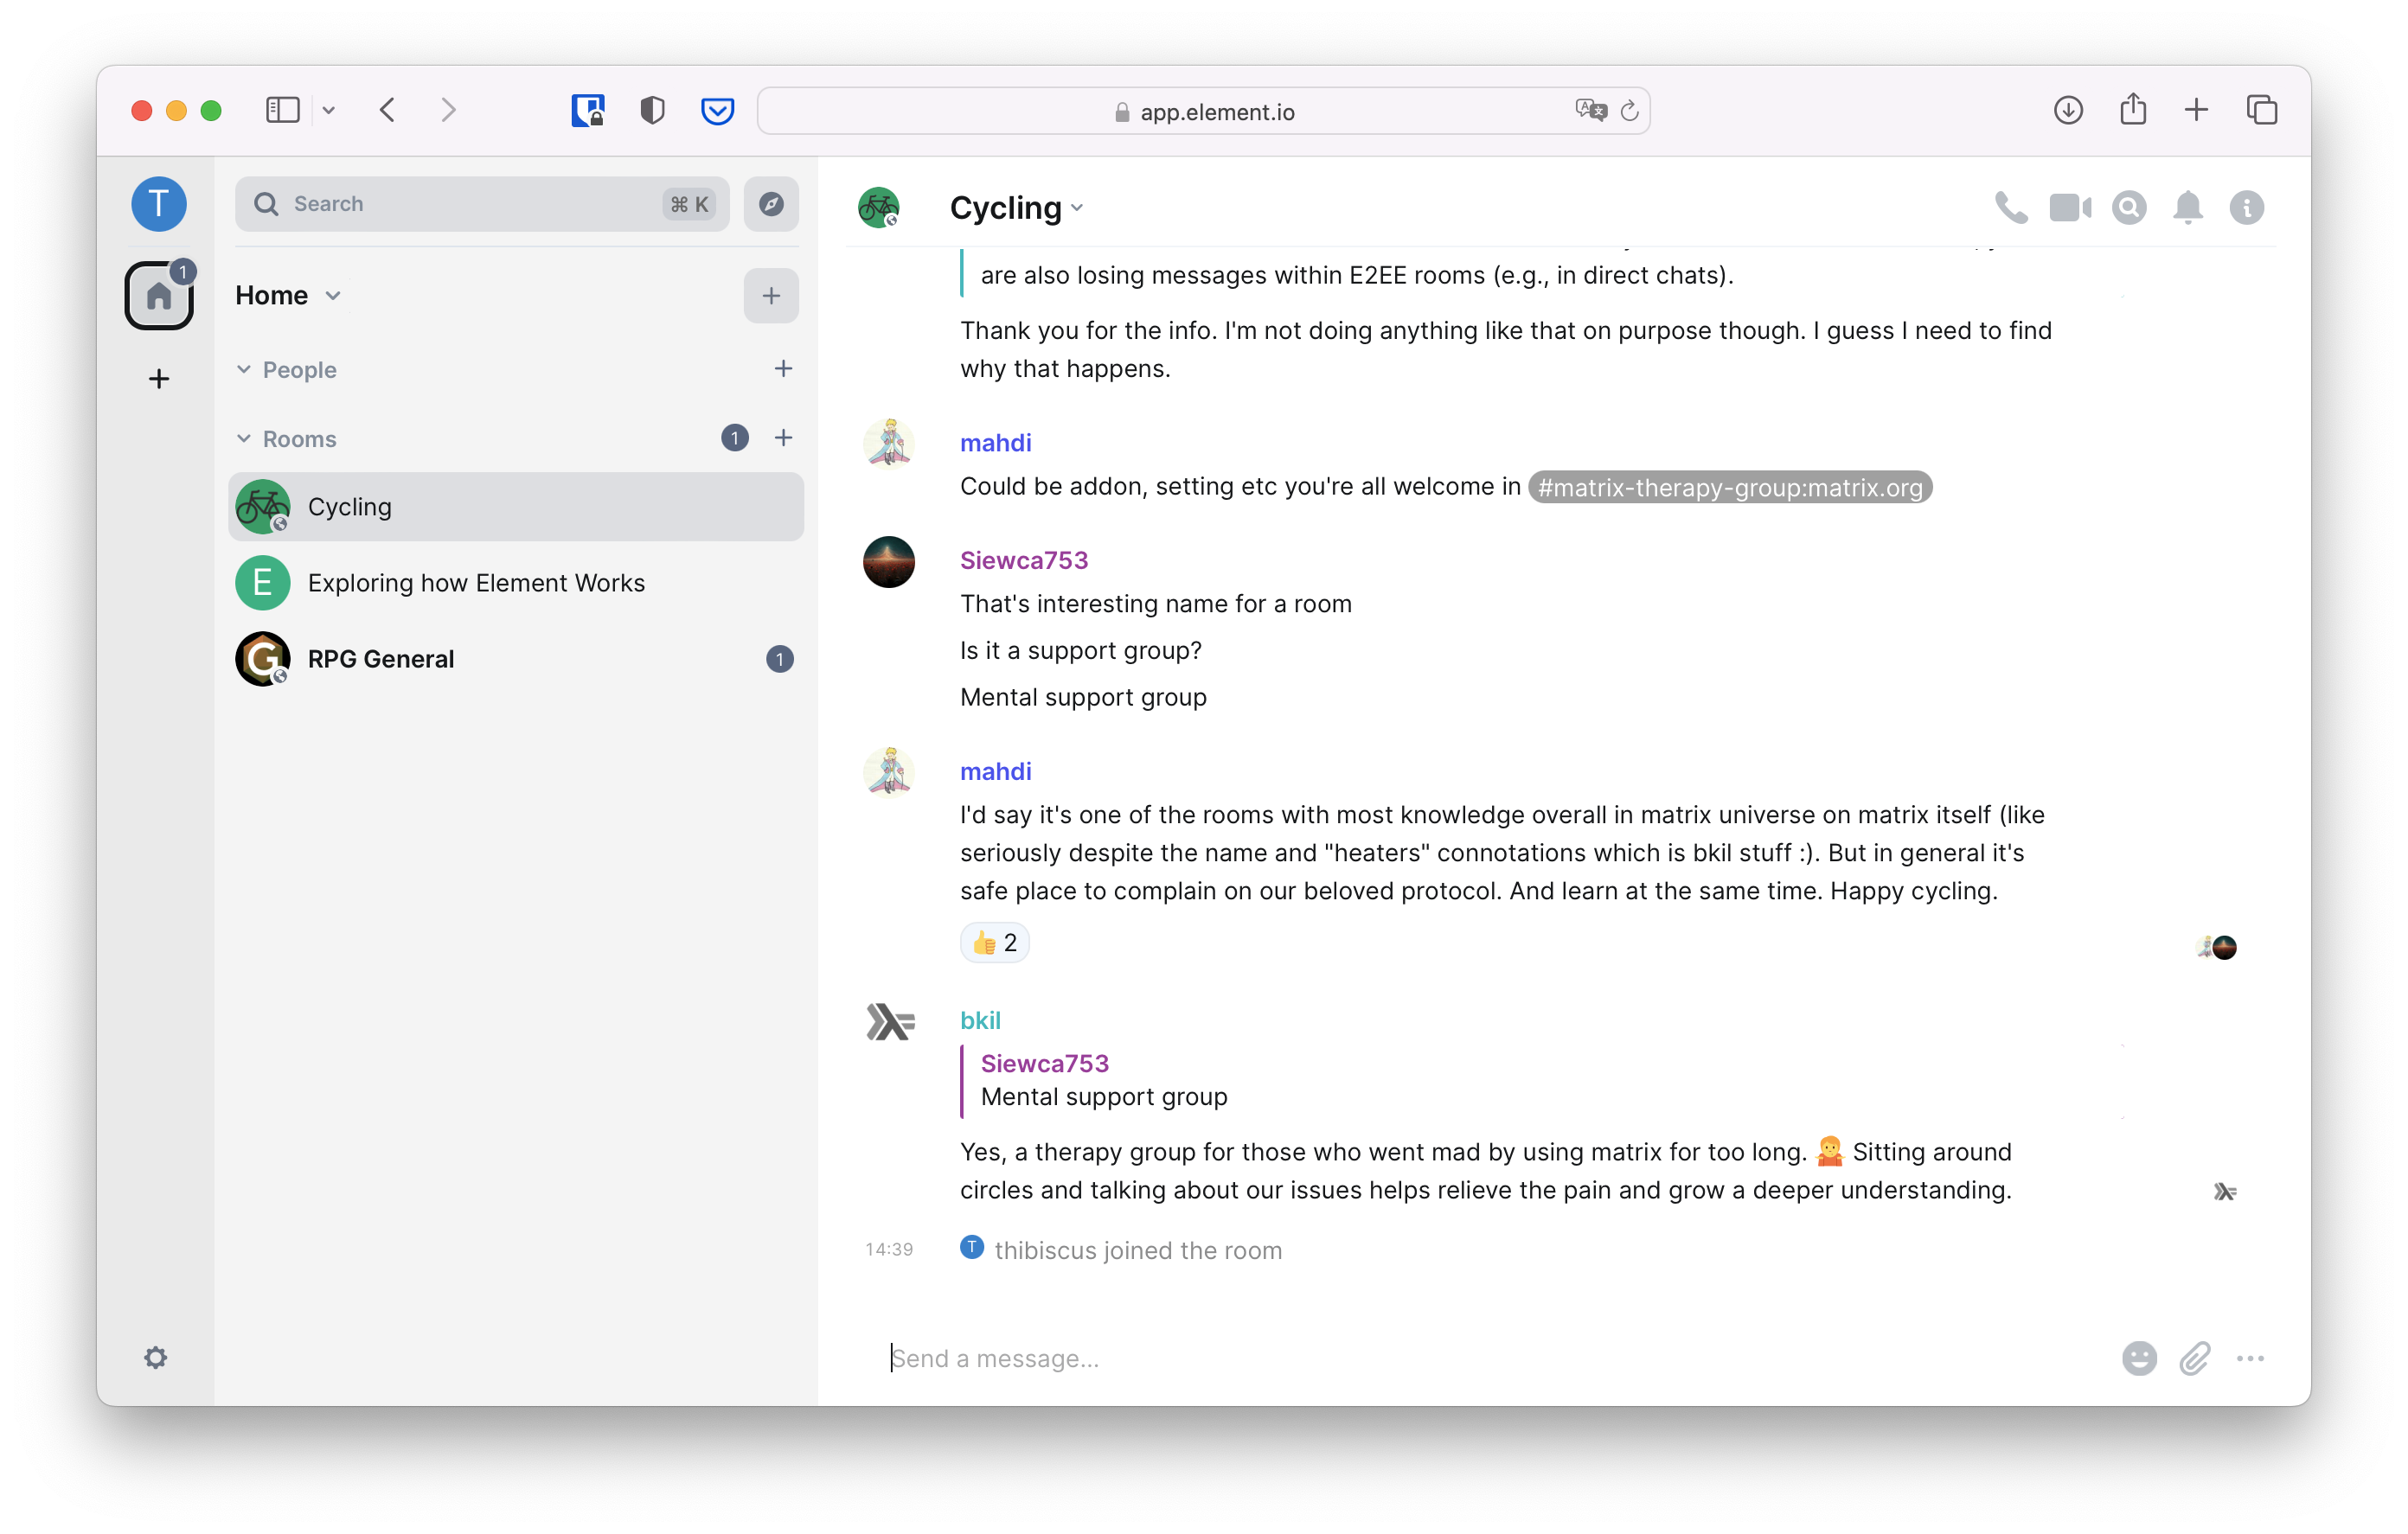 app.element.io
T
Search
⌘ K
1
Home
People
Rooms
1
Cycling
E
Exploring how Element Works
G
RPG General
1
Cycling
are also losing messages within E2EE rooms (e.g., in direct chats).
Thank you for the info. I'm not doing anything like that on purpose though. I guess I need to find
why that happens.
mahdi
Could be addon, setting etc you're all welcome in #matrix-therapy-group:matrix.org
Siewca753
That's interesting name for a room
Is it a support group?
Mental support group
mahdi
I'd say it's one of the rooms with most knowledge overall in matrix universe on matrix itself (like
seriously despite the name and "heaters" connotations which is bkil stuff :). But in general it's
safe place to complain on our beloved protocol. And learn at the same time. Happy cycling.
👍 2
bkil
Siewca753
Mental support group
Yes, a therapy group for those who went mad by using matrix for too long. 🤷 Sitting around
circles and talking about our issues helps relieve the pain and grow a deeper understanding.
14:39
T thibiscus joined the room
Send a message...